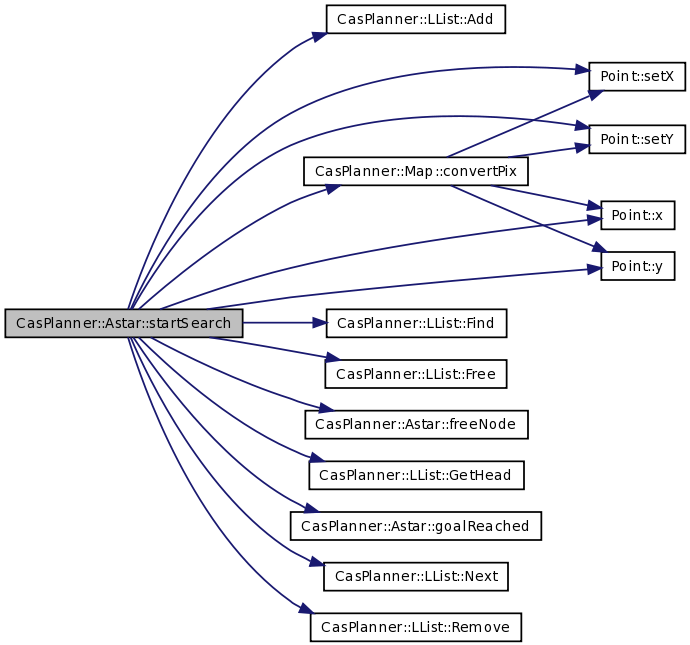 CasPlanner::LList::Add
Point::setX
Point::setY
CasPlanner::Map::convertPix
Point::x
Point::y
CasPlanner::Astar::startSearch
CasPlanner::LList::Find
CasPlanner::LList::Free
CasPlanner::Astar::freeNode
CasPlanner::LList::GetHead
CasPlanner::Astar::goalReached
CasPlanner::LList::Next
CasPlanner::LList::Remove